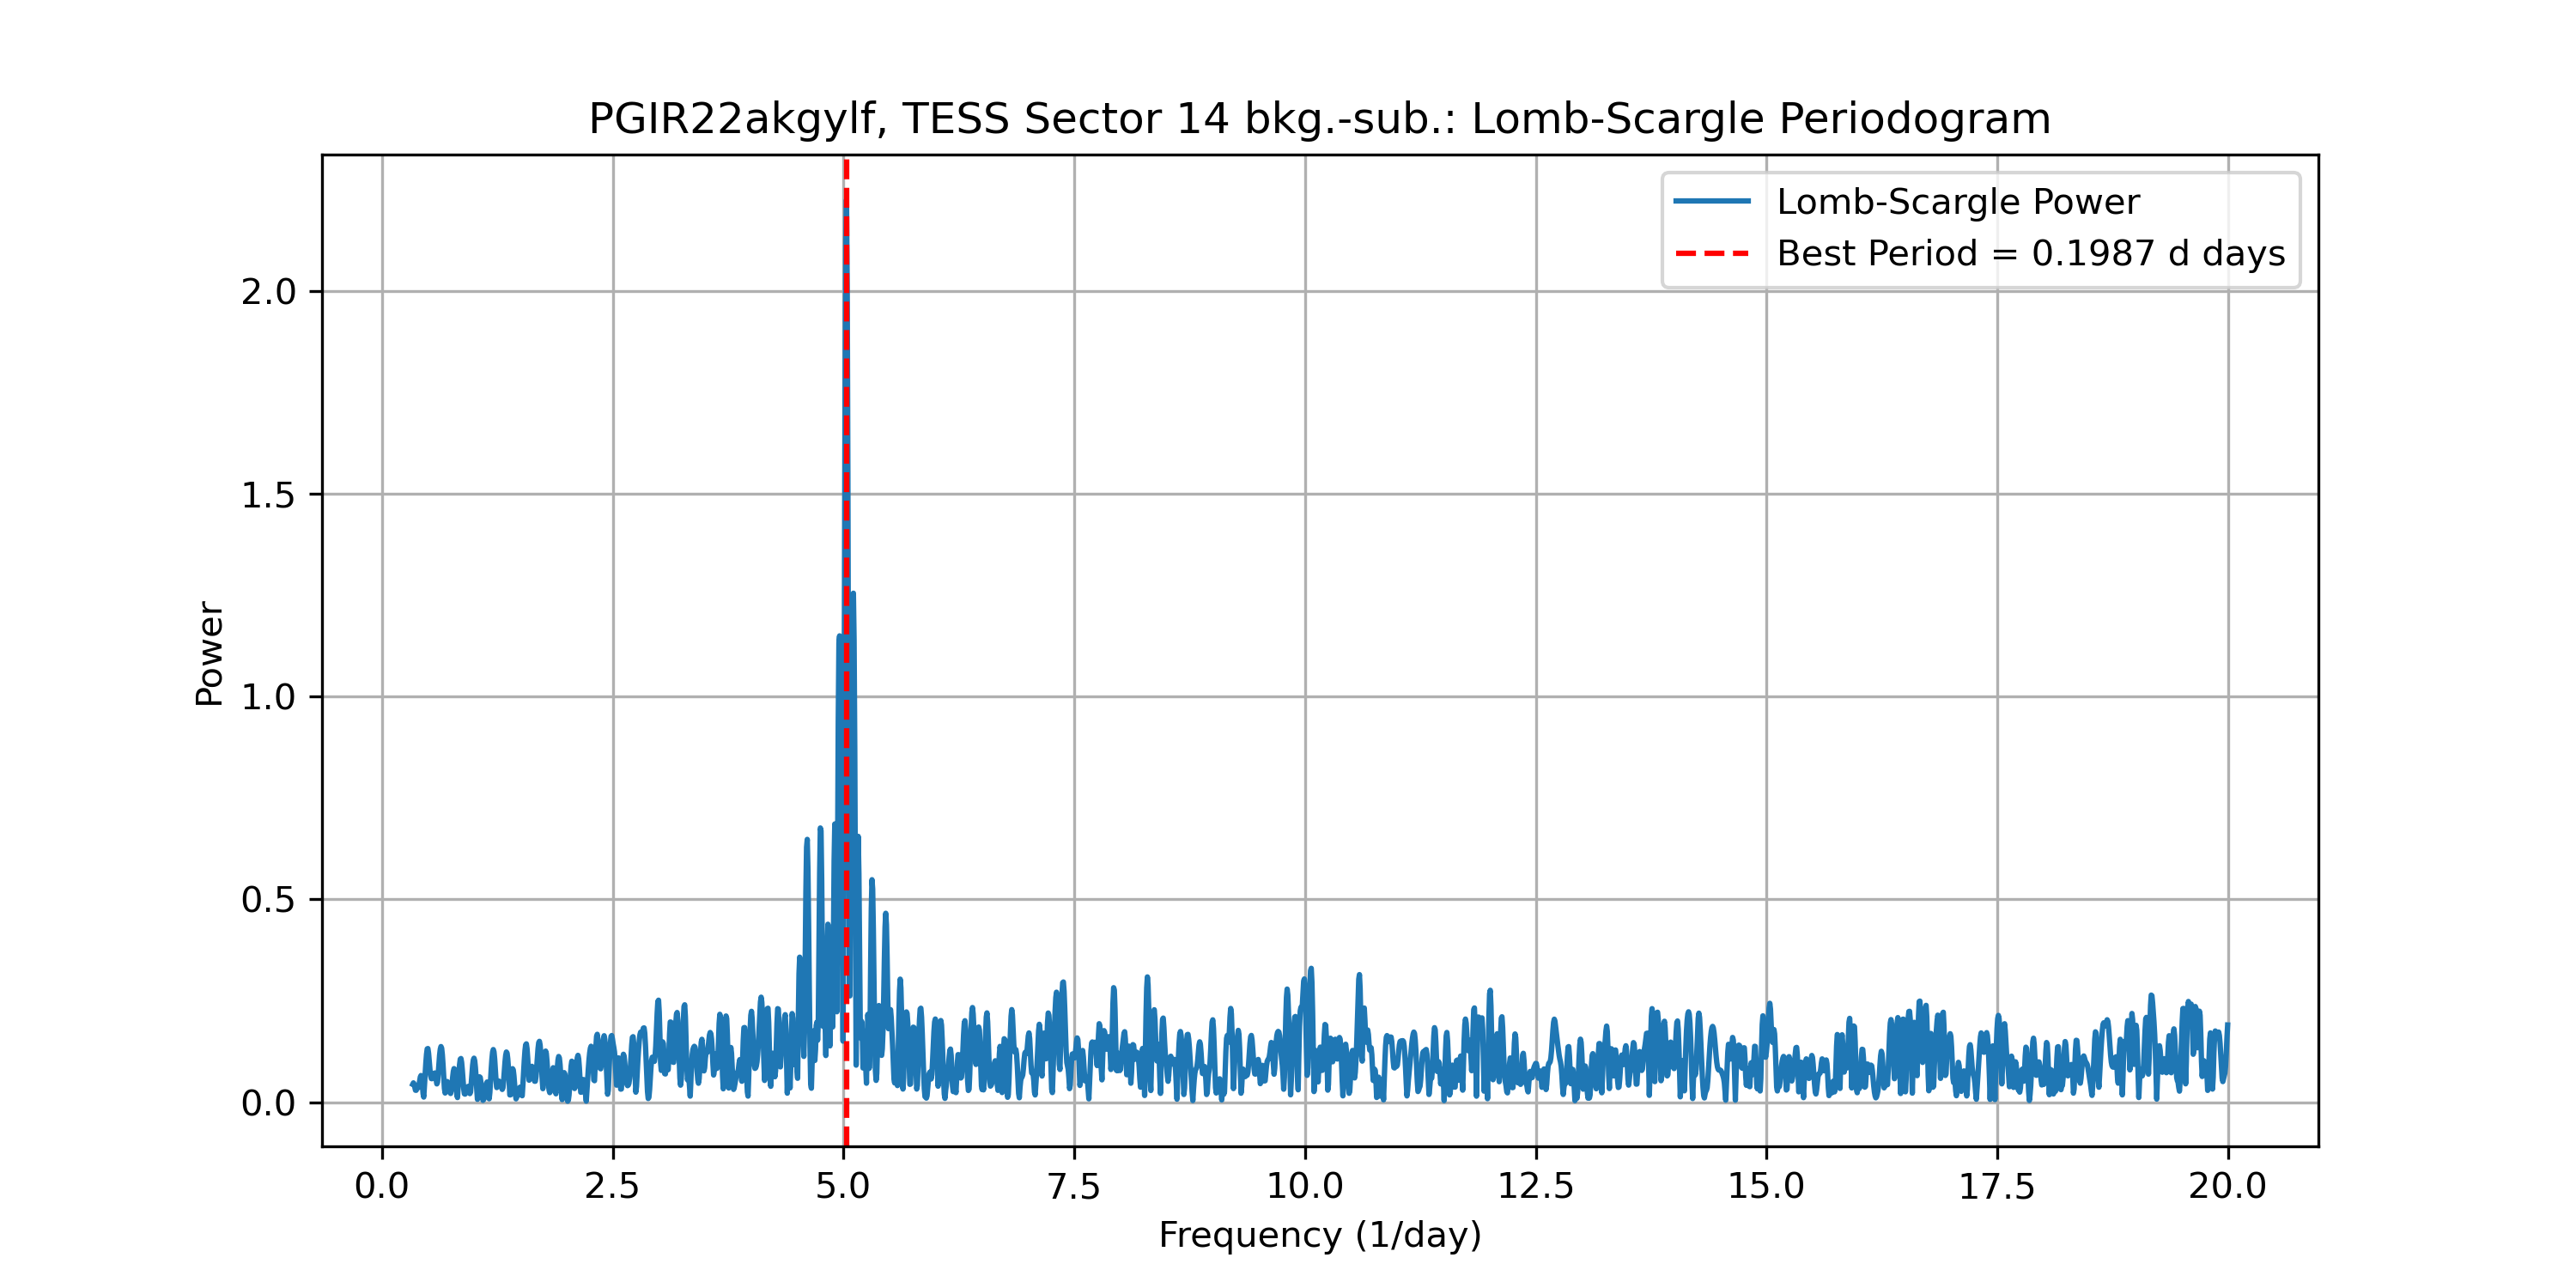 PGIR22akgylf, TESS Sector 14 bkg.-sub.: Lomb-Scargle Periodogram
Lomb-Scargle Power
Best Period = 0.1987 d days
Power
2.0
1.5
1.0
0.5
0.0
0.0 2.5 5.0 7.5 10.0 12.5 15.0 17.5 20.0
Frequency (1/day)